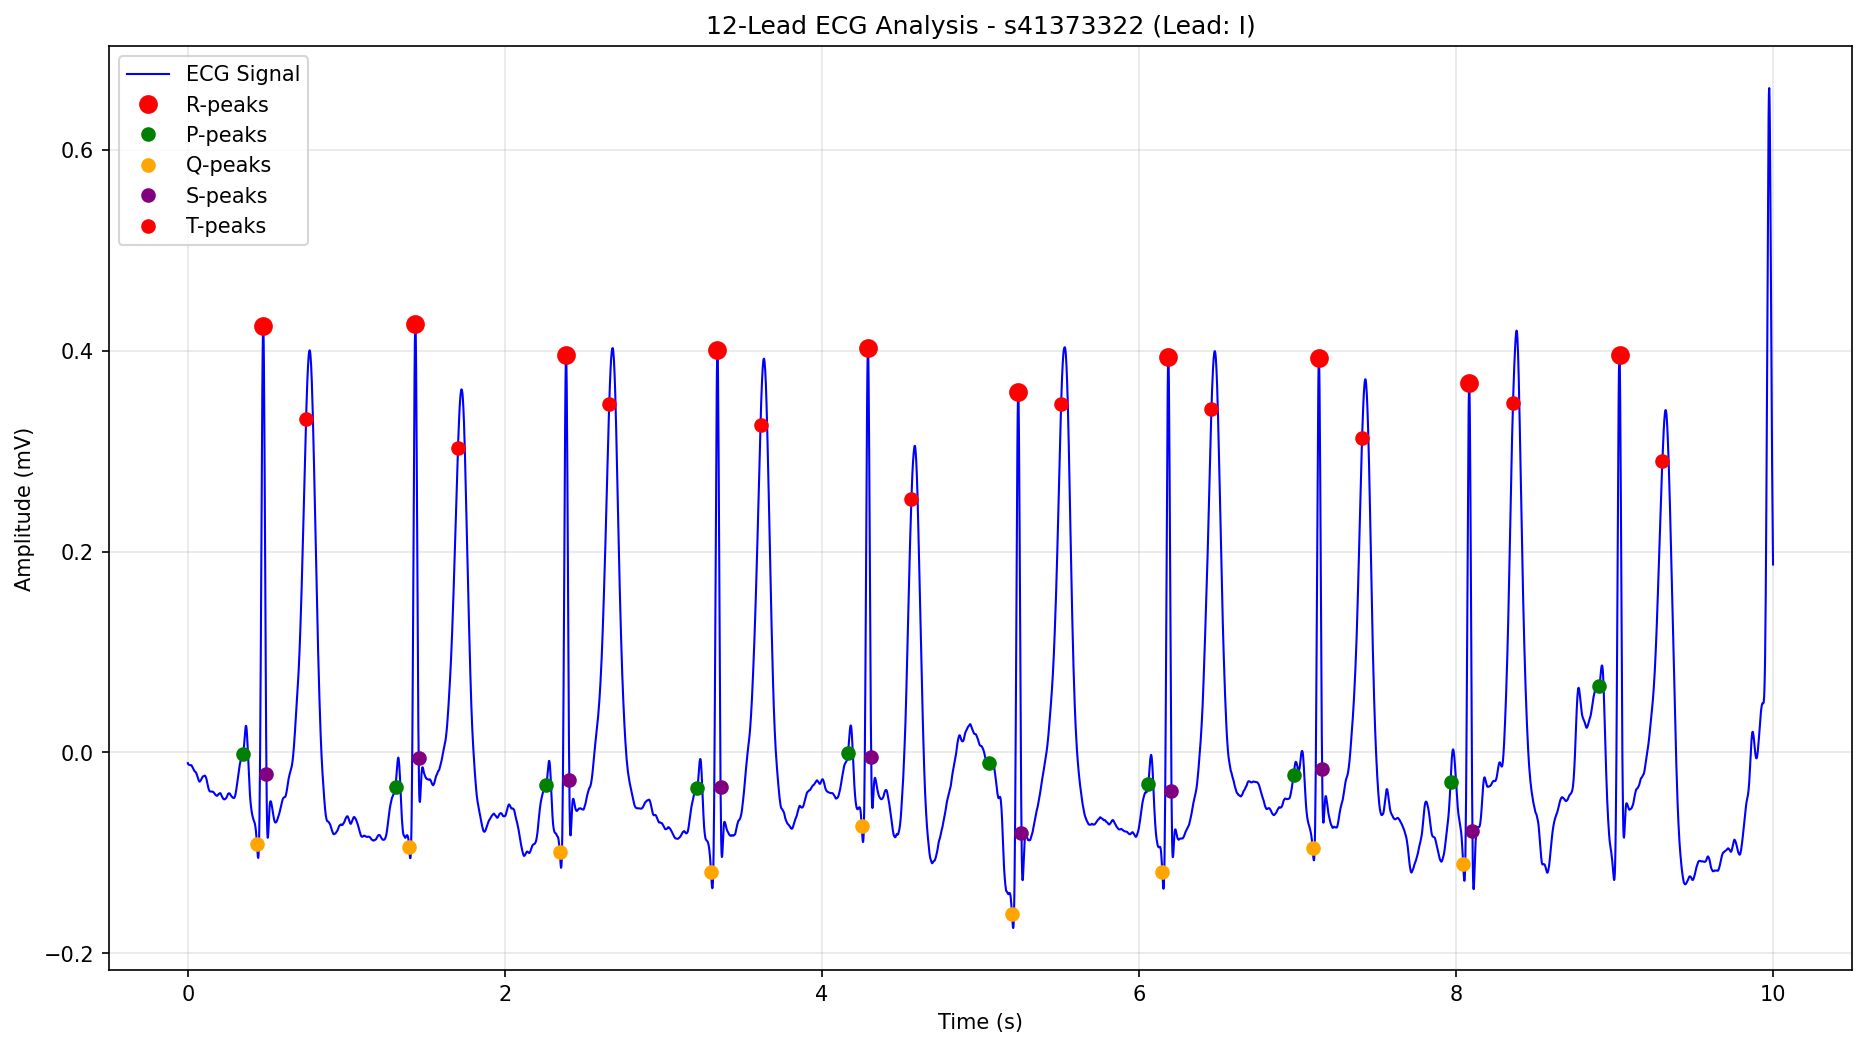 12-Lead ECG Analysis - s41373322 (Lead: I)
ECG Signal
R-peaks
P-peaks
Q-peaks
S-peaks
T-peaks
Amplitude (mV)
0.6
0.4
0.2
0.0
−0.2
0 2 4 6 8 10
Time (s)